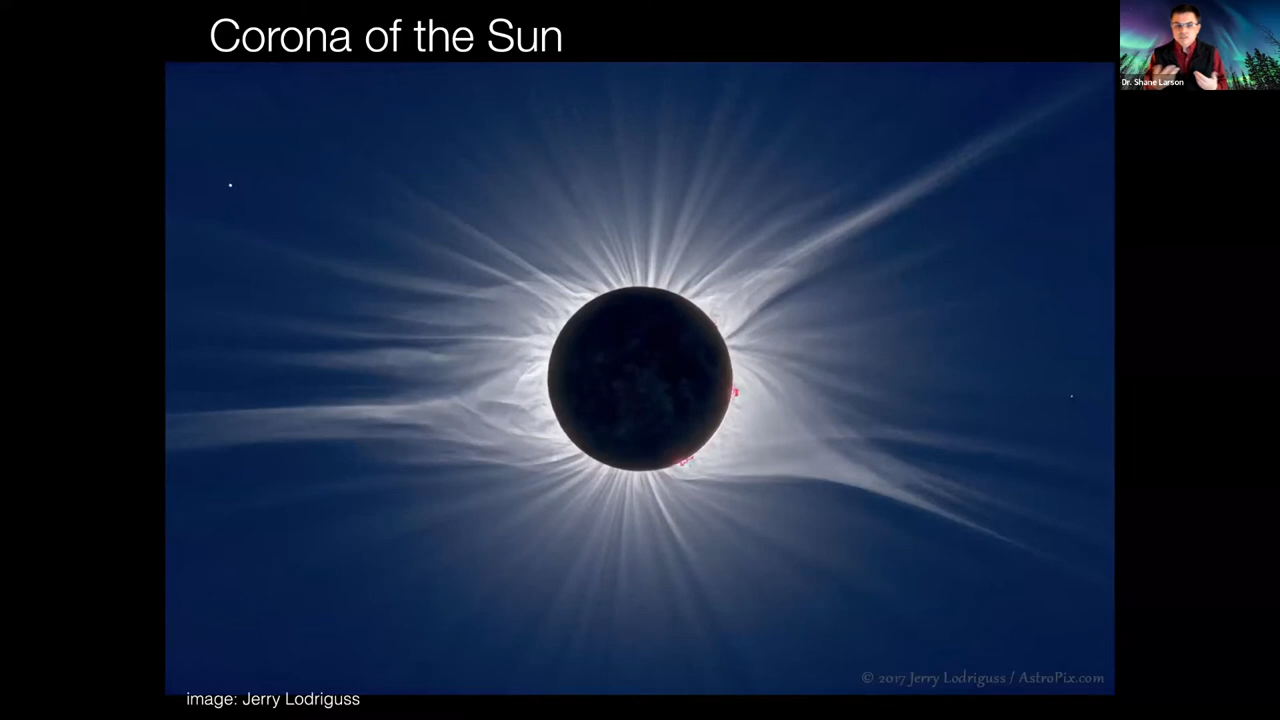 Corona of the Sun
Dr. Shane Larson
© 2017 Jerry Lodriguss / AstroPix.com
image: Jerry Lodriguss